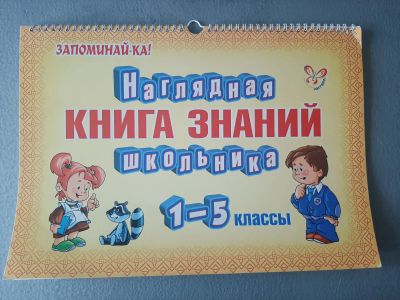 ЗАПОМИНАЙ-КА!
НАГЛЯДНАЯ
КНИГА ЗНАНИЙ
ШКОЛЬНИКА
1–5 КЛАССЫ